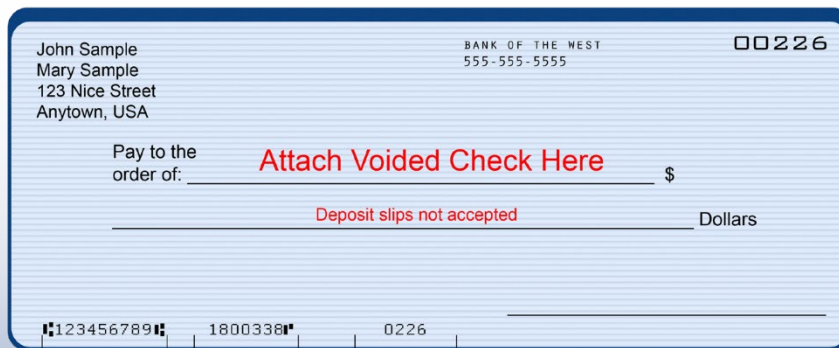 John Sample
Mary Sample
123 Nice Street
Anytown, USA
BANK OF THE WEST
555-555-5555
00226
Pay to the
order of:
Attach Voided Check Here
$
Deposit slips not accepted
Dollars
⑆123456789⑆ 1800338⑈ 0226